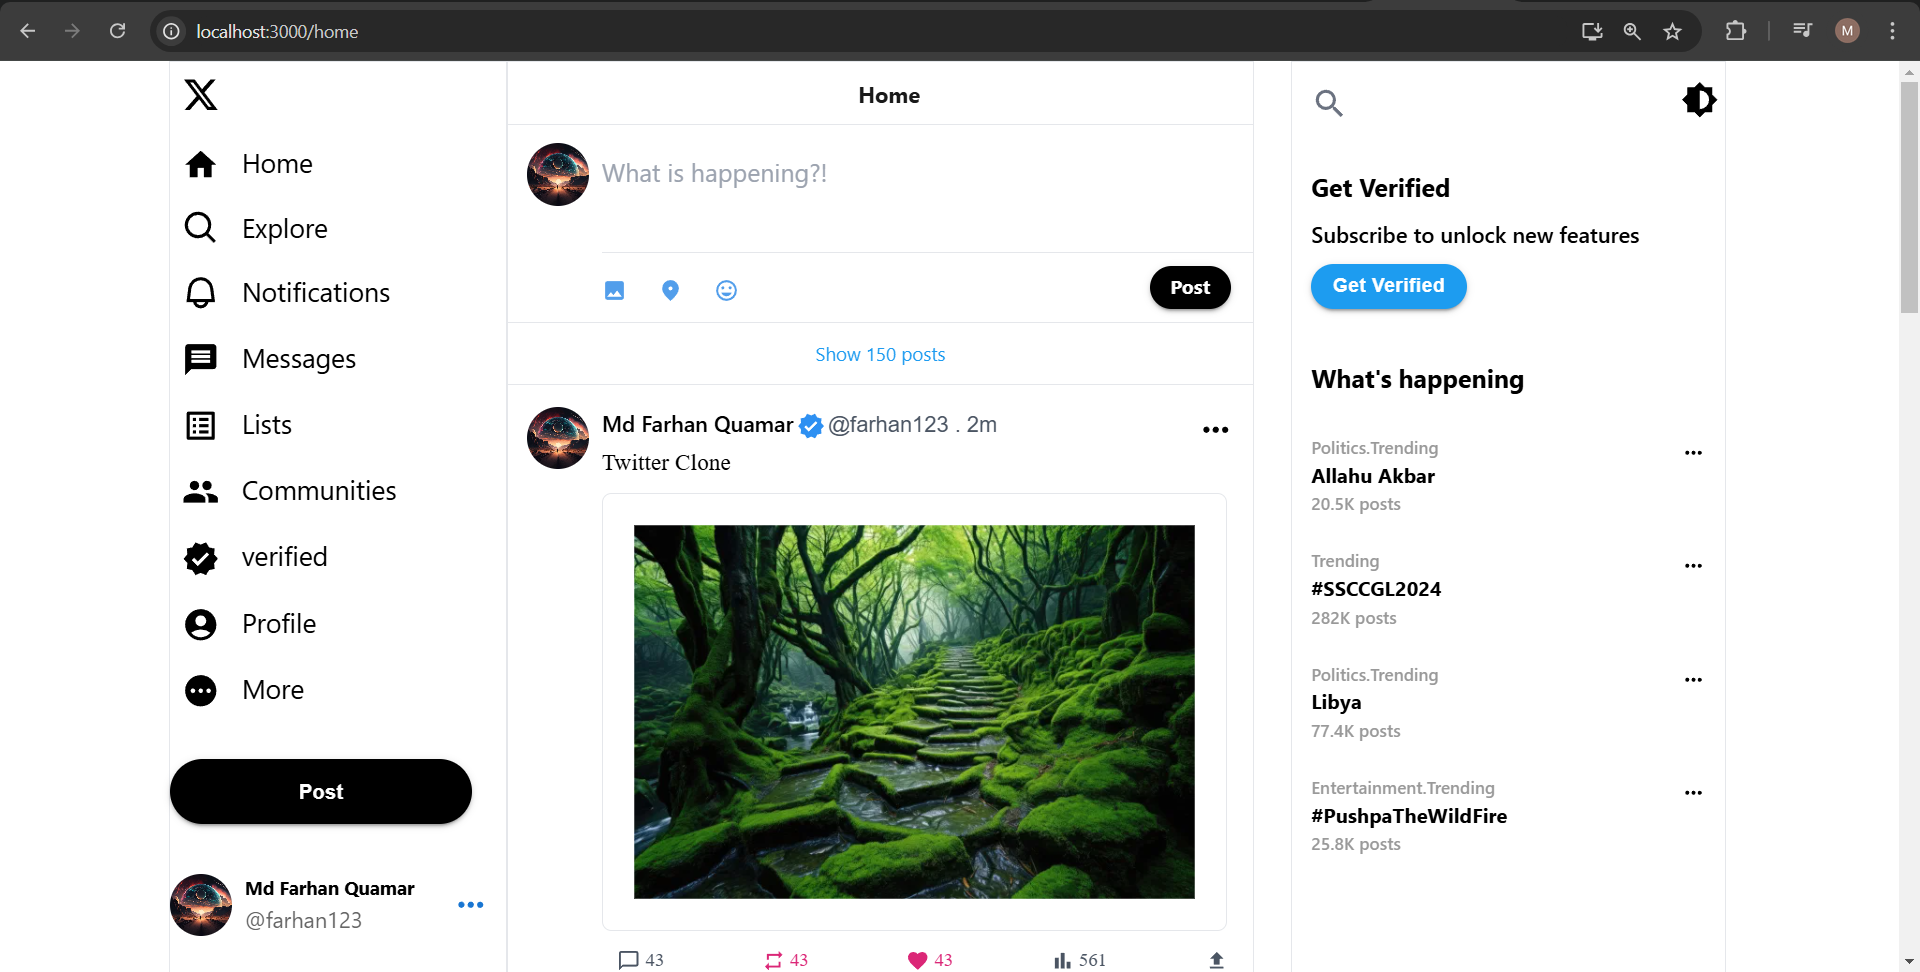 localhost:3000/home
M
Home
Explore
Notifications
Messages
Lists
Communities
verified
Profile
More
Post
Md Farhan Quamar
@farhan123
Home
What is happening?!
Post
Show 150 posts
Md Farhan Quamar @farhan123 . 2m
Twitter Clone
43 43 43 561
Get Verified
Subscribe to unlock new features
Get Verified
What's happening
Politics.Trending
Allahu Akbar
20.5K posts
Trending
#SSCCGL2024
282K posts
Politics.Trending
Libya
77.4K posts
Entertainment.Trending
#PushpaTheWildFire
25.8K posts